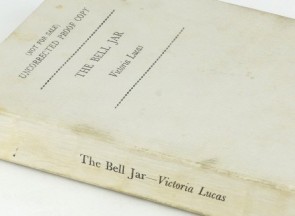 (NOT FOR SALE)
UNCORRECTED PROOF COPY
THE BELL JAR
Victoria Lucas
The Bell Jar—Victoria Lucas